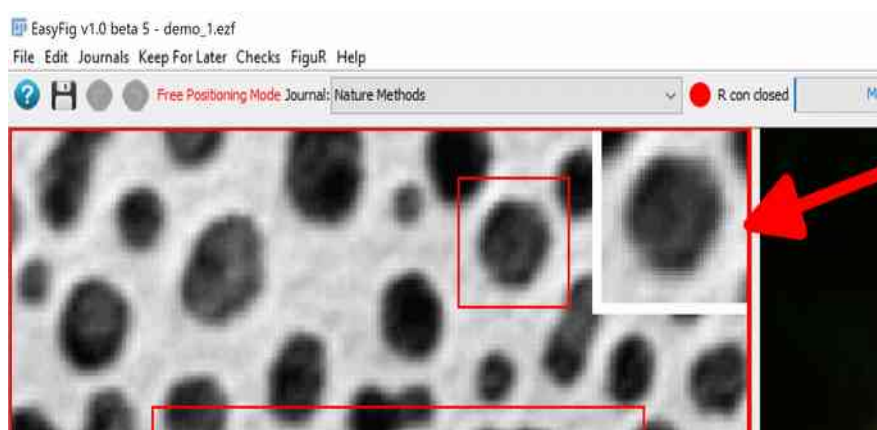 EasyFig v1.0 beta 5 - demo_1.ezf
File Edit Journals Keep For Later Checks FiguR Help
Free Positioning Mode Journal: Nature Methods R con closed M